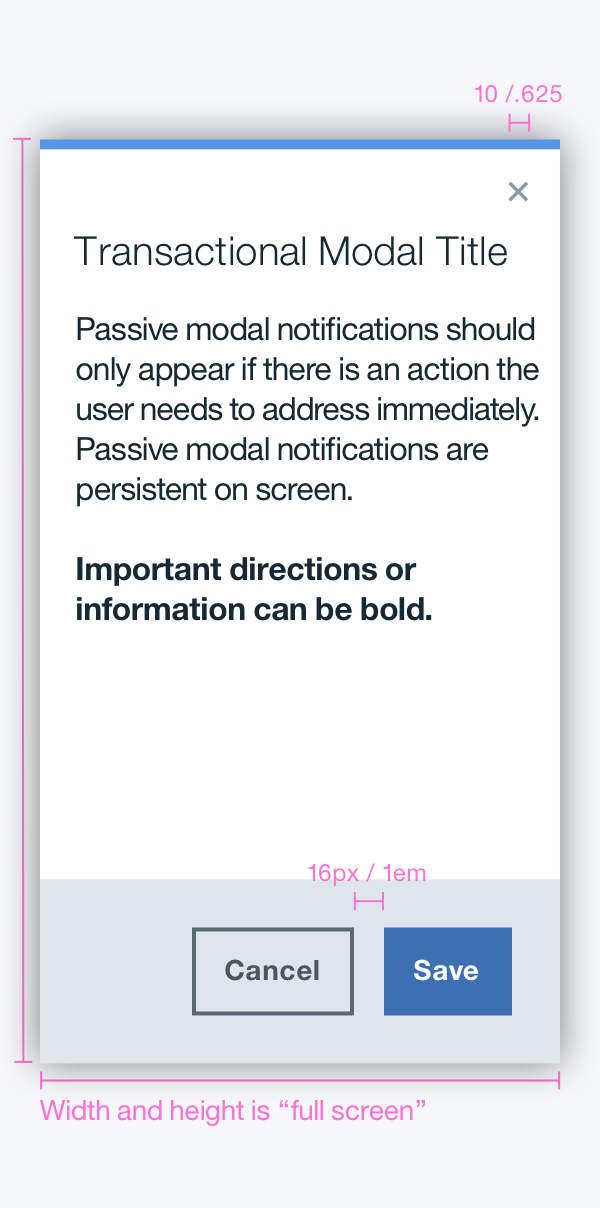 10 /.625
Transactional Modal Title
Passive modal notifications should
only appear if there is an action the
user needs to address immediately.
Passive modal notifications are
persistent on screen.
Important directions or
information can be bold.
16px / 1em
Cancel
Save
Width and height is “full screen”